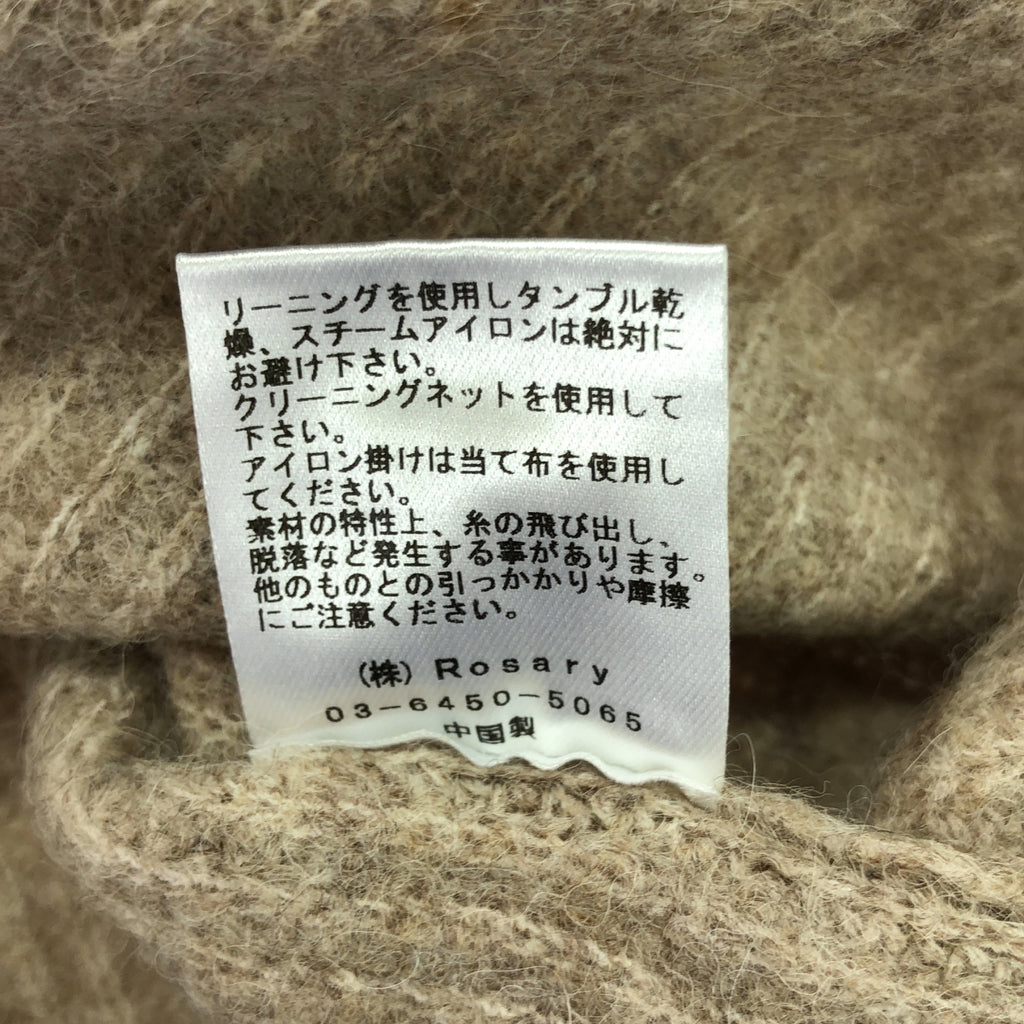 リーニングを使用しタンブル乾
燥、スチームアイロンは絶対に
お避け下さい。
クリーニングネットを使用して
下さい。
アイロン掛けは当て布を使用し
てください。
素材の特性上、糸の飛び出し、
脱落など発生する事があります。
他のものとの引っかかりや摩擦
にご注意ください。
(株)Rosary
03-6450-5065
中国製